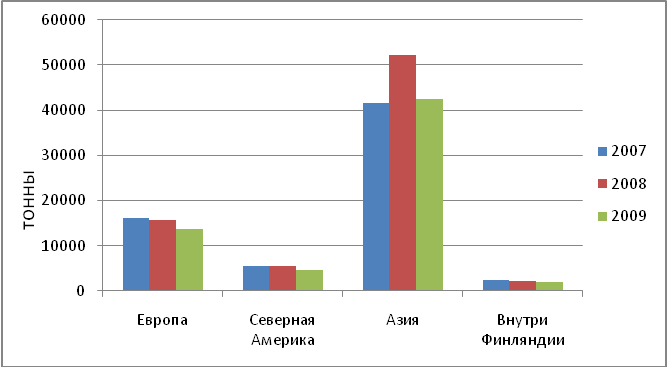 60000
50000
40000
30000
20000
10000
0
тонны
Европа
Северная
Америка
Азия
Внутри
Финляндии
2007
2008
2009